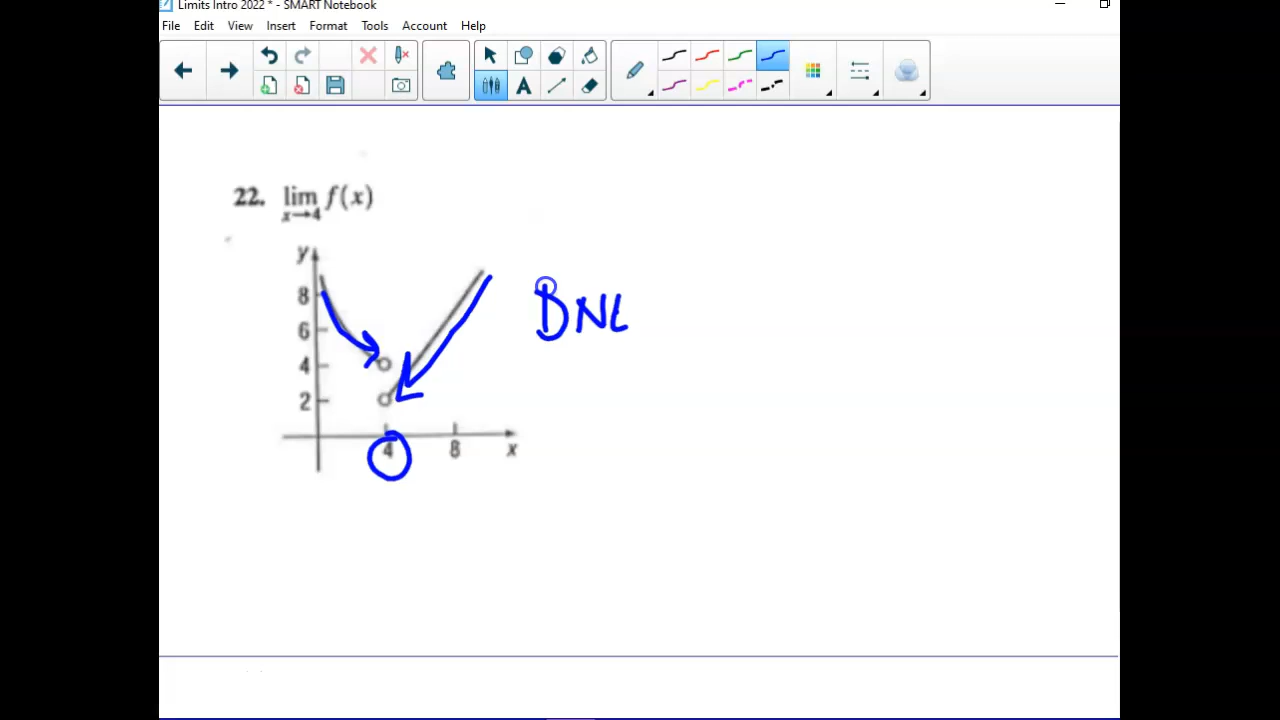 Limits Intro 2022 * - SMART Notebook
File Edit View Insert Format Tools Account Help
22. lim f(x)
x→4
y
8
6
4
2
4 8 x
DNE